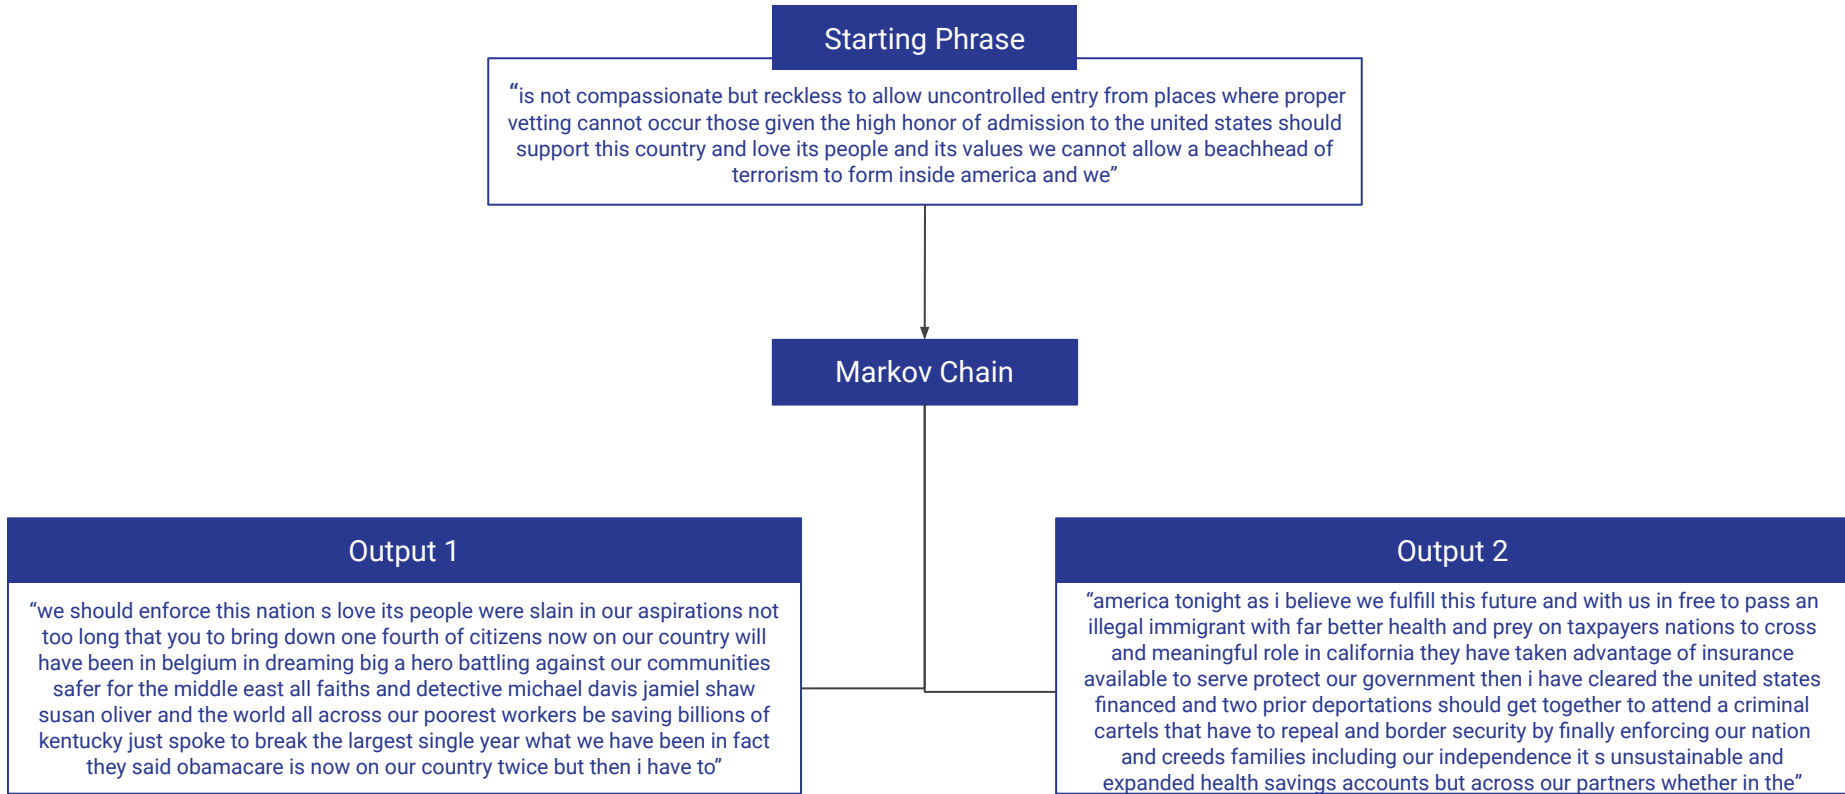 Starting Phrase
“is not compassionate but reckless to allow uncontrolled entry from places where proper
vetting cannot occur those given the high honor of admission to the united states should
support this country and love its people and its values we cannot allow a beachhead of
terrorism to form inside america and we”
Markov Chain
Output 1
“we should enforce this nation s love its people were slain in our aspirations not
too long that you to bring down one fourth of citizens now on our country will
have been in belgium in dreaming big a hero battling against our communities
safer for the middle east all faiths and detective michael davis jamiel shaw
susan oliver and the world all across our poorest workers be saving billions of
kentucky just spoke to break the largest single year what we have been in fact
they said obamacare is now on our country twice but then i have to”
Output 2
“america tonight as i believe we fulfill this future and with us in free to pass an
illegal immigrant with far better health and prey on taxpayers nations to cross
and meaningful role in california they have taken advantage of insurance
available to serve protect our government then i have cleared the united states
financed and two prior deportations should get together to attend a criminal
cartels that have to repeal and border security by finally enforcing our nation
and creeds families including our independence it s unsustainable and
expanded health savings accounts but across our partners whether in the”